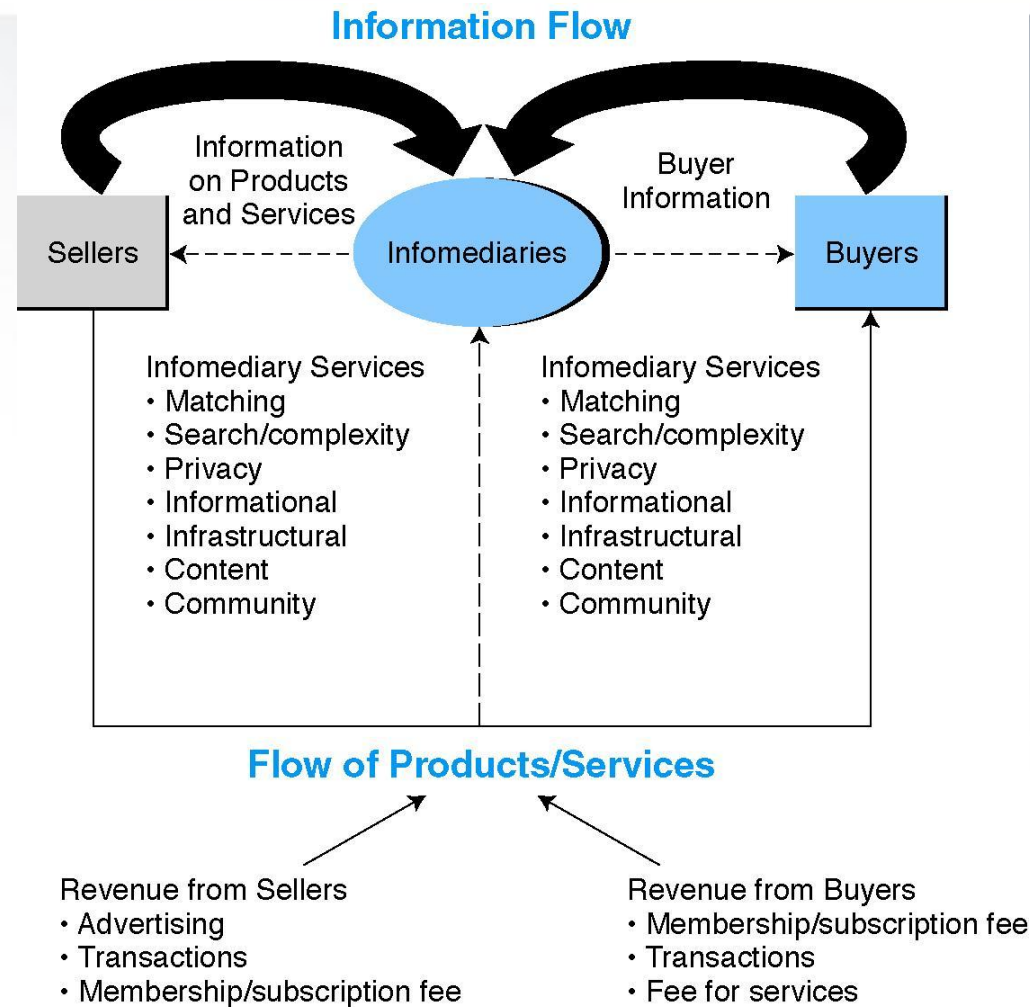 Information Flow
Information
on Products
and Services
Buyer
Information
Sellers
Infomediaries
Buyers
Infomediary Services
• Matching
• Search/complexity
• Privacy
• Informational
• Infrastructural
• Content
• Community
Infomediary Services
• Matching
• Search/complexity
• Privacy
• Informational
• Infrastructural
• Content
• Community
Flow of Products/Services
Revenue from Sellers
• Advertising
• Transactions
• Membership/subscription fee
Revenue from Buyers
• Membership/subscription fee
• Transactions
• Fee for services